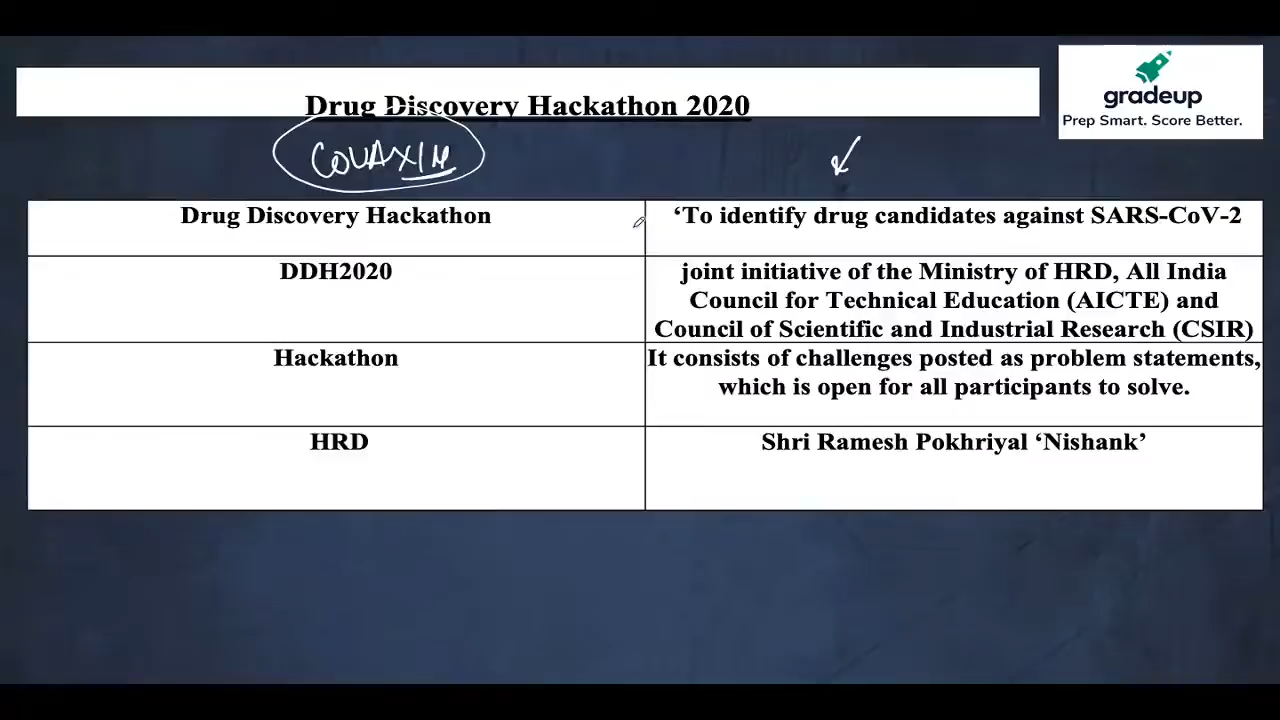 Drug Discovery Hackathon 2020
gradeup
Prep Smart. Score Better.
COVAXIN
Drug Discovery Hackathon
‘To identify drug candidates against SARS-CoV-2
DDH2020
joint initiative of the Ministry of HRD, All India
Council for Technical Education (AICTE) and
Council of Scientific and Industrial Research (CSIR)
Hackathon
It consists of challenges posted as problem statements,
which is open for all participants to solve.
HRD
Shri Ramesh Pokhriyal ‘Nishank’